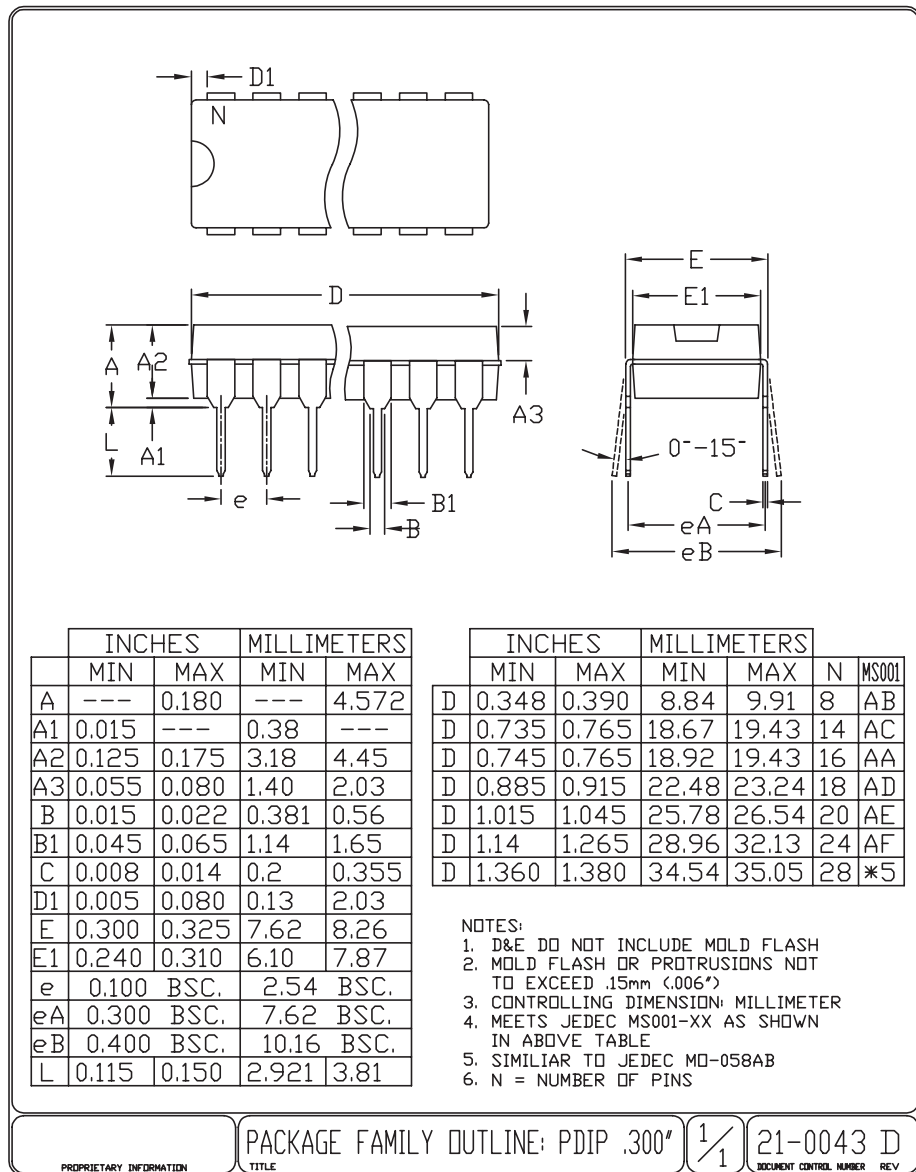 D1
N
E
D
E1
A
A2
A3
L
A1
0°-15°
e
B1
B
C
eA
eB
INCHES MILLIMETERS
MIN MAX MIN MAX
A --- 0.180 --- 4.572
A1 0.015 --- 0.38 ---
A2 0.125 0.175 3.18 4.45
A3 0.055 0.080 1.40 2.03
B 0.015 0.022 0.381 0.56
B1 0.045 0.065 1.14 1.65
C 0.008 0.014 0.2 0.355
D1 0.005 0.080 0.13 2.03
E 0.300 0.325 7.62 8.26
E1 0.240 0.310 6.10 7.87
e 0.100 BSC. 2.54 BSC.
eA 0.300 BSC. 7.62 BSC.
eB 0.400 BSC. 10.16 BSC.
L 0.115 0.150 2.921 3.81
INCHES MILLIMETERS
MIN MAX MIN MAX N MS001
D 0.348 0.390 8.84 9.91 8 AB
D 0.735 0.765 18.67 19.43 14 AC
D 0.745 0.765 18.92 19.43 16 AA
D 0.885 0.915 22.48 23.24 18 AD
D 1.015 1.045 25.78 26.54 20 AE
D 1.14 1.265 28.96 32.13 24 AF
D 1.360 1.380 34.54 35.05 28 *5
NOTES:
1. D&E DO NOT INCLUDE MOLD FLASH
2. MOLD FLASH OR PROTRUSIONS NOT
TO EXCEED .15mm (.006")
3. CONTROLLING DIMENSION: MILLIMETER
4. MEETS JEDEC MS001-XX AS SHOWN
IN ABOVE TABLE
5. SIMILIAR TO JEDEC MO-058AB
6. N = NUMBER OF PINS
PROPRIETARY INFORMATION
PACKAGE FAMILY OUTLINE: PDIP .300"
TITLE
1/1
21-0043 D
DOCUMENT CONTROL NUMBER REV